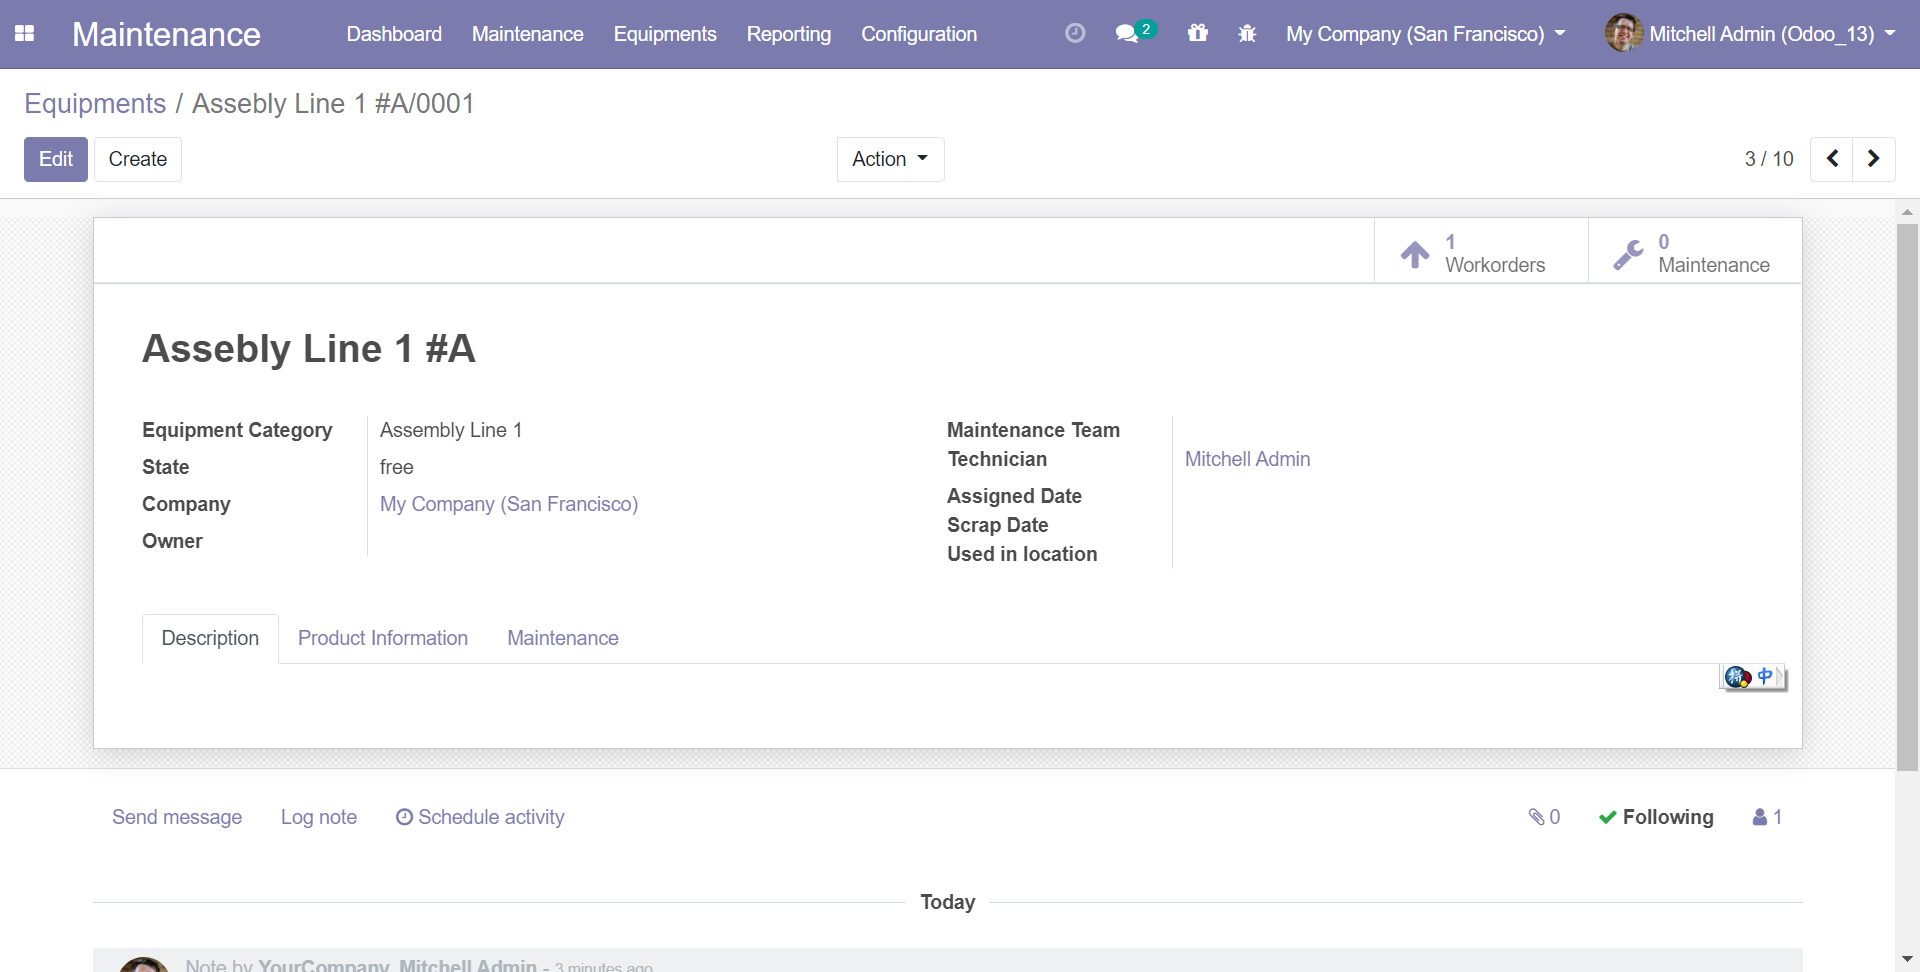 Maintenance Dashboard Maintenance Equipments Reporting Configuration 2 My Company (San Francisco) Mitchell Admin (Odoo_13)
Equipments / Assebly Line 1 #A/0001
Edit Create Action 3 / 10
1 Workorders
0 Maintenance
Assebly Line 1 #A
Equipment Category Assembly Line 1
State free
Company My Company (San Francisco)
Owner
Maintenance Team
Technician Mitchell Admin
Assigned Date
Scrap Date
Used in location
Description Product Information Maintenance
中
Send message Log note Schedule activity 0 Following 1
Today
Note by YourCompany, Mitchell Admin - 3 minutes ago